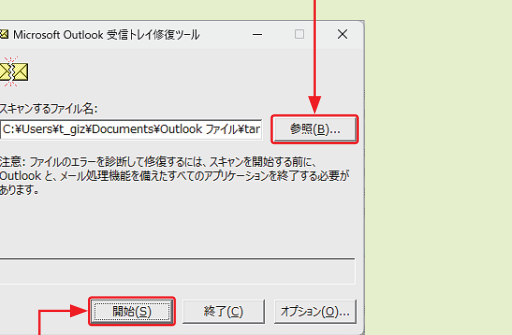 Microsoft Outlook 受信トレイ修復ツール
スキャンするファイル名:
C:¥Users¥t_giz¥Documents¥Outlook ファイル¥tar
参照(B)...
注意: ファイルのエラーを診断して修復するには、スキャンを開始する前に、
Outlook と、メール処理機能を備えたすべてのアプリケーションを終了する必要が
あります。
開始(S)
終了(C)
オプション(O)...